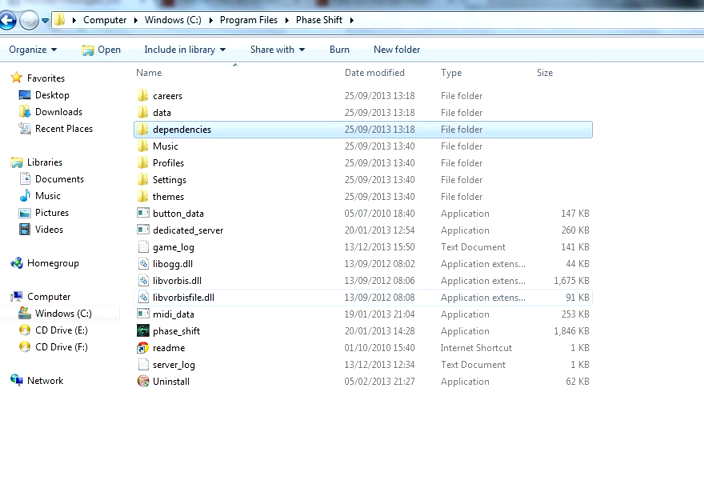 Computer Windows (C:) Program Files Phase Shift
Organize Open Include in library Share with Burn New folder
Name Date modified Type Size
Favorites
Desktop
Downloads
Recent Places
Libraries
Documents
Music
Pictures
Videos
Homegroup
Computer
Windows (C:)
CD Drive (E:)
CD Drive (F:)
Network
careers 25/09/2013 13:18 File folder
data 25/09/2013 13:18 File folder
dependencies 25/09/2013 13:18 File folder
Music 25/09/2013 13:40 File folder
Profiles 25/09/2013 13:40 File folder
Settings 25/09/2013 13:40 File folder
themes 25/09/2013 13:40 File folder
button_data 05/07/2010 18:40 Application 147 KB
dedicated_server 20/01/2013 12:54 Application 260 KB
game_log 13/12/2013 15:50 Text Document 141 KB
libogg.dll 13/09/2012 08:02 Application extens... 44 KB
libvorbis.dll 13/09/2012 08:06 Application extens... 1,675 KB
libvorbisfile.dll 13/09/2012 08:08 Application extens... 91 KB
midi_data 19/01/2013 21:04 Application 253 KB
phase_shift 20/01/2013 14:28 Application 1,846 KB
readme 01/10/2010 15:40 Internet Shortcut 1 KB
server_log 13/12/2013 12:34 Text Document 1 KB
Uninstall 05/02/2013 21:27 Application 62 KB